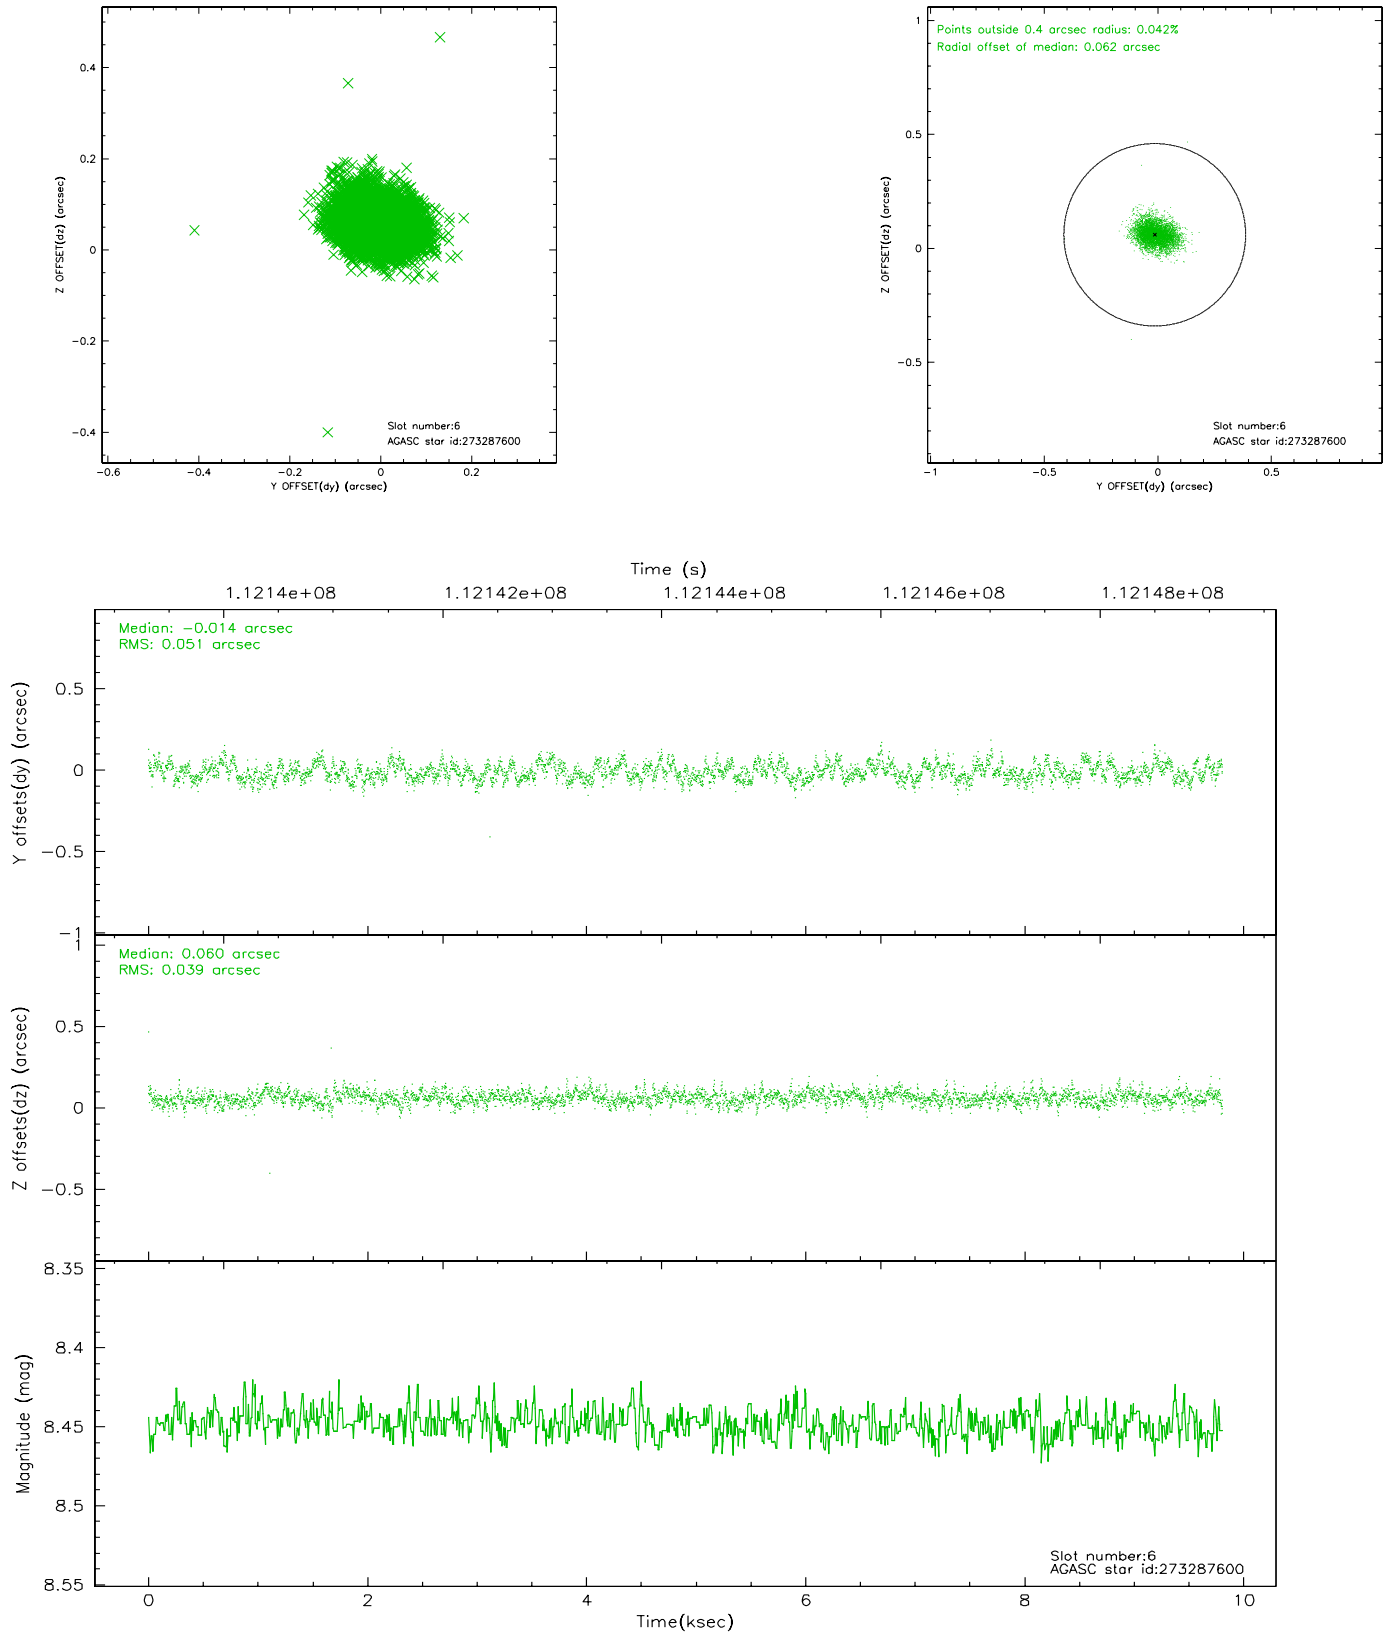 0.4
0.2
0
-0.2
-0.4
-0.6
-0.4
-0.2
0
0.2
Z OFFSET(dz) (arcsec)
Y OFFSET(dy) (arcsec)
Slot number:6
AGASC star id:273287600
Points outside 0.4 arcsec radius: 0.042%
Radial offset of median: 0.062 arcsec
1
0.5
0
-0.5
-1
-0.5
0
0.5
Z OFFSET(dz) (arcsec)
Y OFFSET(dy) (arcsec)
Slot number:6
AGASC star id:273287600
Time (s)
1.1214e+08
1.12142e+08
1.12144e+08
1.12146e+08
1.12148e+08
Median: -0.014 arcsec
RMS: 0.051 arcsec
0.5
0
-0.5
-1
Y offsets(dy) (arcsec)
Median: 0.060 arcsec
RMS: 0.039 arcsec
1
0.5
0
-0.5
Z offsets(dz) (arcsec)
8.35
8.4
8.45
8.5
8.55
Magnitude (mag)
Slot number:6
AGASC star id:273287600
0
2
4
6
8
10
Time(ksec)